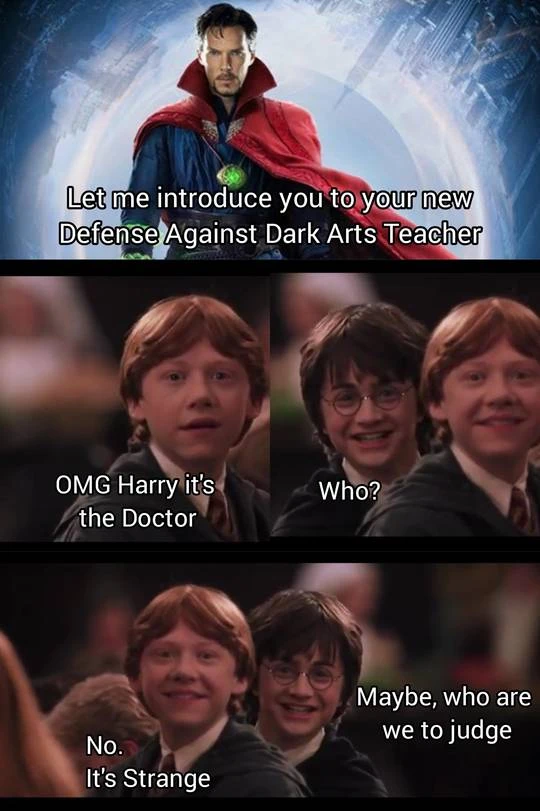 Let me introduce you to your new
Defense Against Dark Arts Teacher
OMG Harry it's
the Doctor
Who?
No.
It's Strange
Maybe, who are
we to judge